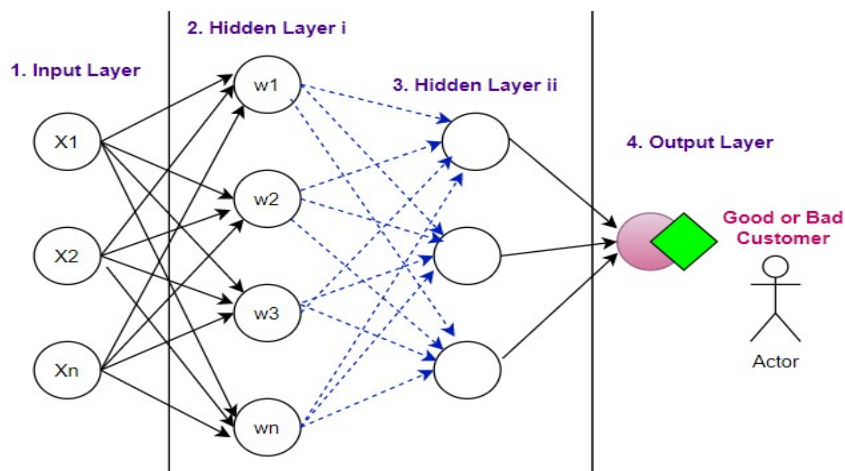 1. Input Layer
X1
X2
Xn
2. Hidden Layer i
w1
w2
w3
wn
3. Hidden Layer ii
4. Output Layer
Good or Bad
Customer
Actor